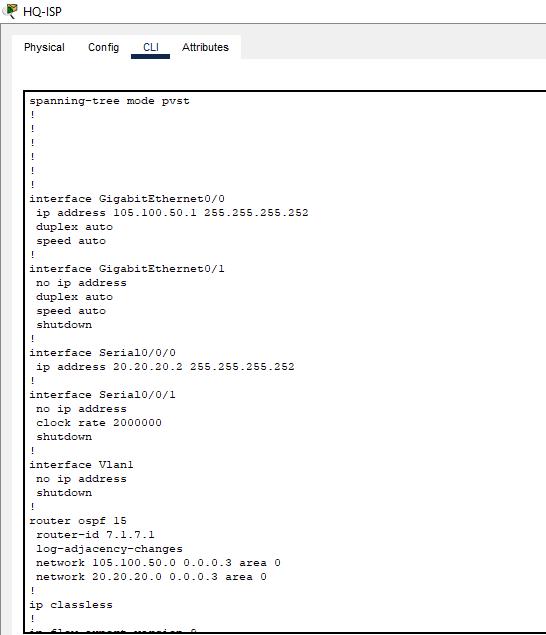 HQ-ISP
Physical Config CLI Attributes
spanning-tree mode pvst
!
!
!
!
!
!
interface GigabitEthernet0/0
 ip address 105.100.50.1 255.255.255.252
 duplex auto
 speed auto
!
interface GigabitEthernet0/1
 no ip address
 duplex auto
 speed auto
 shutdown
!
interface Serial0/0/0
 ip address 20.20.20.2 255.255.255.252
!
interface Serial0/0/1
 no ip address
 clock rate 2000000
 shutdown
!
interface Vlan1
 no ip address
 shutdown
!
router ospf 15
 router-id 7.1.7.1
 log-adjacency-changes
 network 105.100.50.0 0.0.0.3 area 0
 network 20.20.20.0 0.0.0.3 area 0
!
ip classless
!